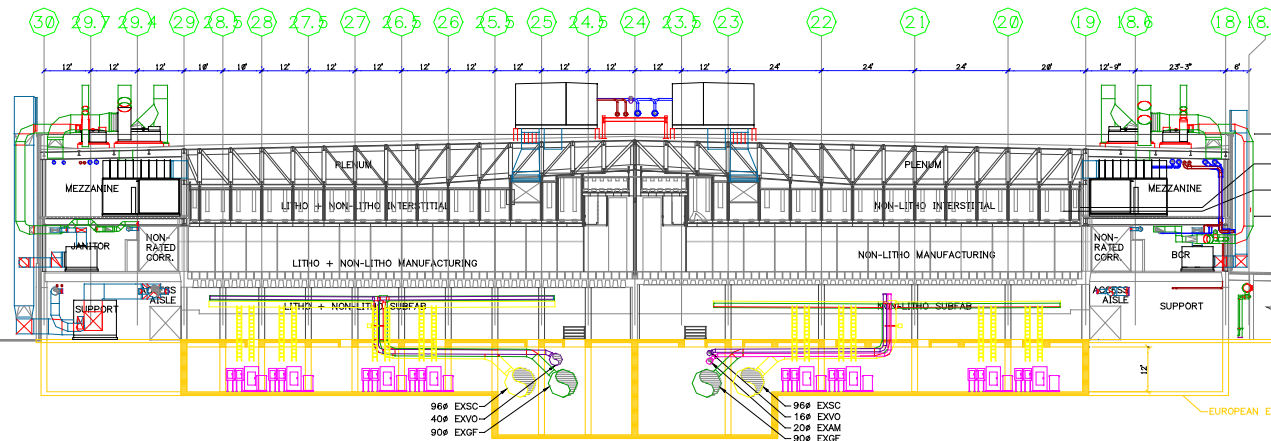 30 29.7 29.4 29 28.5 28 27.5 27 26.5 26 25.5 25 24.5 24 23.5 23 22 21 20 19 18.6 18 18.
12' 12' 12' 10' 10' 12' 12' 12' 12' 12' 12' 12' 12' 12' 12' 24' 24' 24' 20' 12'-9" 23'-3" 6'
PLENUM PLENUM
MEZZANINE MEZZANINE
LITHO + NON-LITHO INTERSTITIAL NON-LITHO INTERSTITIAL
JANITOR
NON-
RATED
CORR.
NON-
RATED
CORR.
BCR
LITHO + NON-LITHO MANUFACTURING NON-LITHO MANUFACTURING
ACCESS
AISLE
SUPPORT
LITHO + NON-LITHO SUBFAB NON-LITHO SUBFAB
ACCESS
AISLE
SUPPORT
12'
96ø EXSC
40ø EXVO
90ø EXGF
96ø EXSC
16ø EXVO
20ø EXAM
90ø EXGF
EUROPEAN E